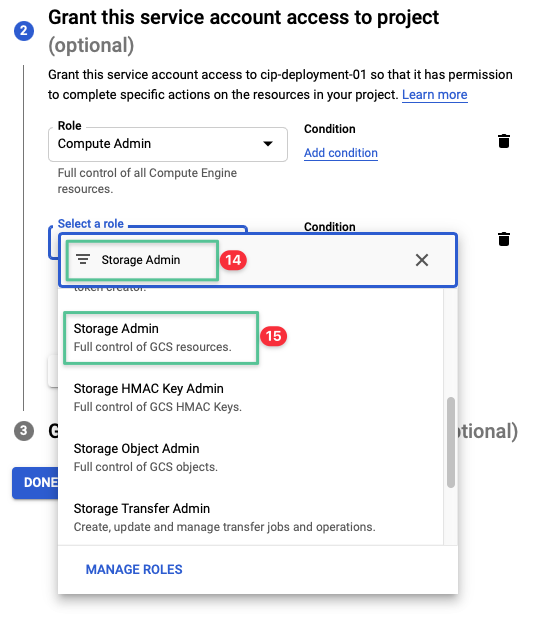 2
Grant this service account access to project
(optional)
Grant this service account access to cip-deployment-01 so that it has permission
to complete specific actions on the resources in your project. Learn more
Role
Compute Admin
Condition
Add condition
Full control of all Compute Engine
resources.
Select a role
Condition
Storage Admin
14
token creator.
Storage Admin
Full control of GCS resources.
15
Storage HMAC Key Admin
Full control of GCS HMAC Keys.
Storage Object Admin
Full control of GCS objects.
3
G
ptional)
DONE
Storage Transfer Admin
Create, update and manage transfer jobs and operations.
MANAGE ROLES